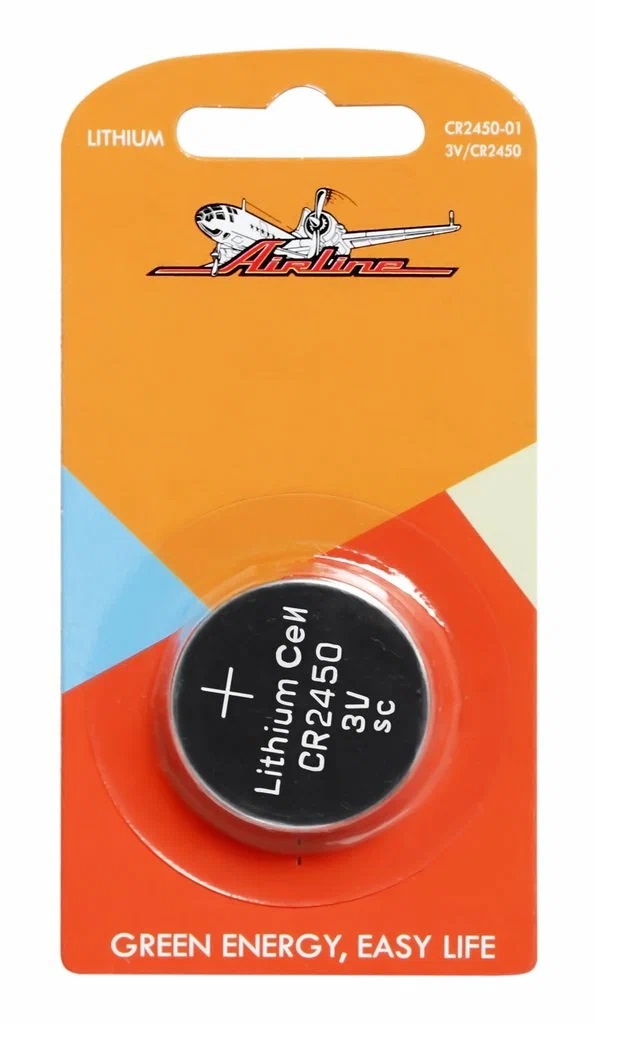 LITHIUM
CR2450-01
3V/CR2450
Airline
+
Lithium Cell
CR2450
3V
SC
GREEN ENERGY, EASY LIFE